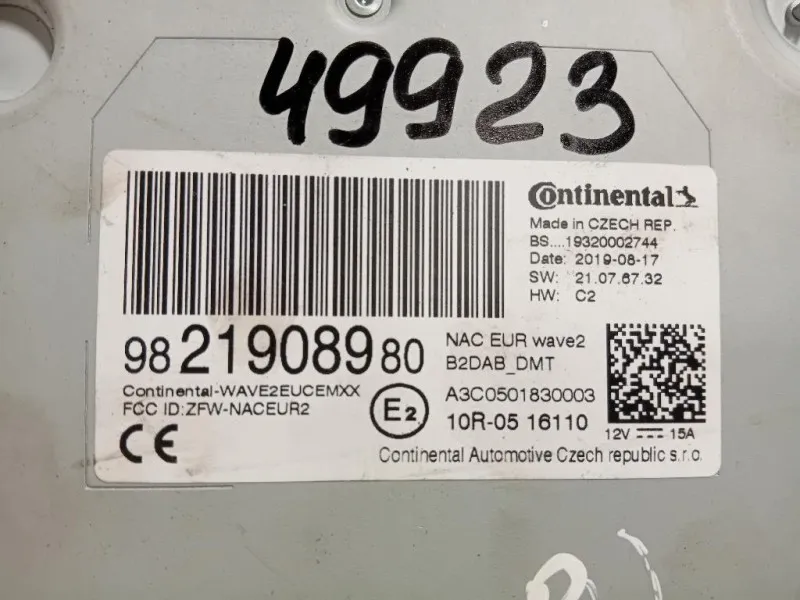 49923
Continental
Made in CZECH REP.
BS....19320002744
Date: 2019-08-17
SW: 21.07.67.32
HW: C2
98 219089 80
NAC EUR wave2
B2DAB_DMT
Continental-WAVE2EUCEMXX
FCC ID:ZFW-NACEUR2
CE
E2
A3C0501830003
10R-05 16110
12V 15A
Continental Automotive Czech republic s.r.o.